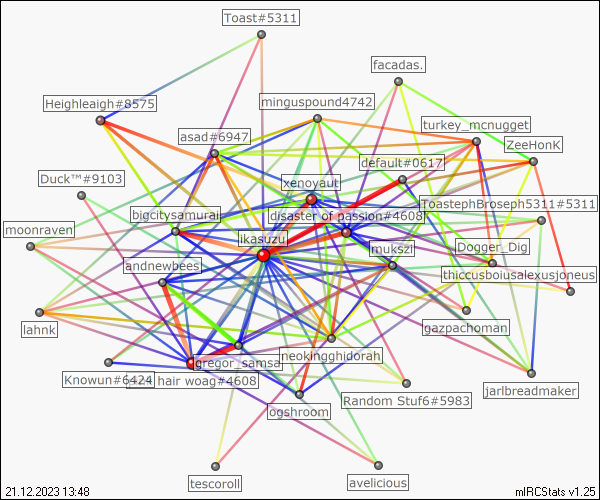 Toast#5311
facadas.
Heighleaigh#8575
minguspound4742
turkey_mcnugget
asad#6947
ZeeHonK
default#0617
Duck™#9103
xenoyaut
ToastephBroseph5311#5311
bigcitysamurai
disaster of passion#4608
moonraven
ikasuzu
mukszi
Dogger_Dig
andnewbees
thiccusboiusalexusjoneus
lahnk
gazpachoman
neokingghidorah
gregor_samsa
Knowun#6424
hair woag#4608
jarlbreadmaker
Random Stuf6#5983
ogshroom
tescoroll
avelicious
21.12.2023 13:48
mIRCStats v1.25